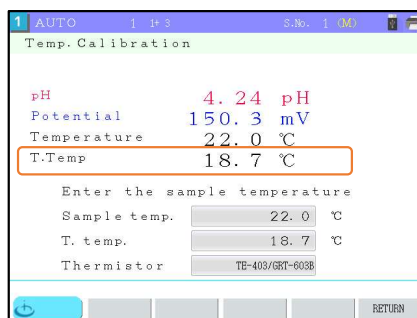 1 AUTO 1 1+ 3 S.No. 1 (M)
Temp. Calibration
pH 4.24 pH
Potential 150.3 mV
Temperature 22.0 ℃
T.Temp 18.7 ℃
Enter the sample temperature
Sample temp. 22.0 ℃
T. temp. 18.7 ℃
Thermistor TE-403/GRT-603B
RETURN